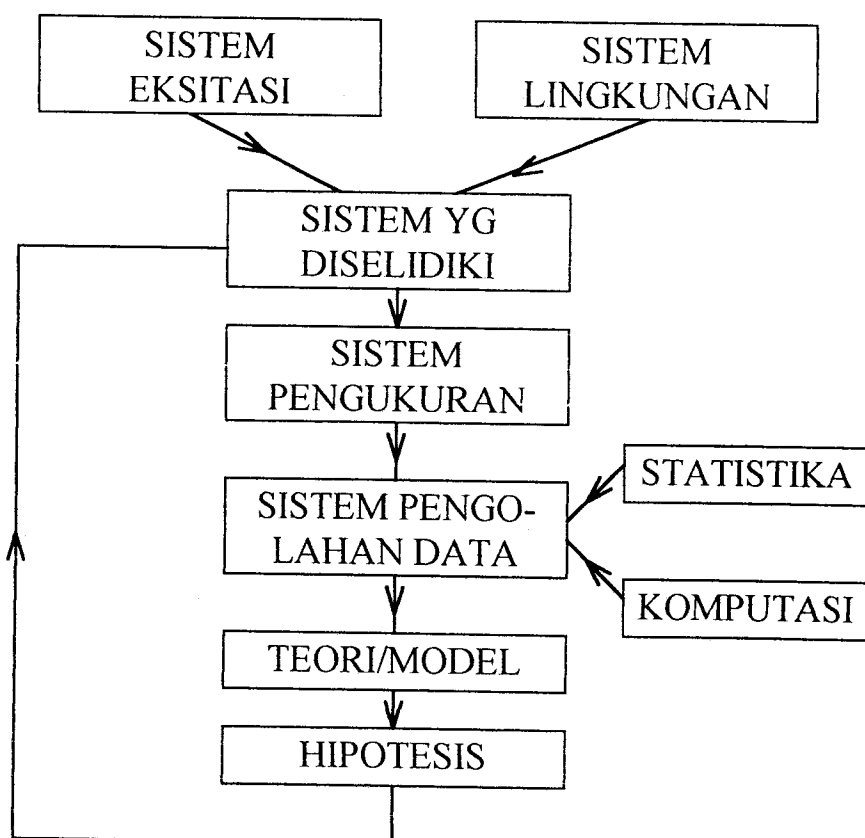 SISTEM
EKSITASI
SISTEM
LINGKUNGAN
SISTEM YG
DISELIDIKI
SISTEM
PENGUKURAN
SISTEM PENGO-
LAHAN DATA
STATISTIKA
KOMPUTASI
TEORI/MODEL
HIPOTESIS